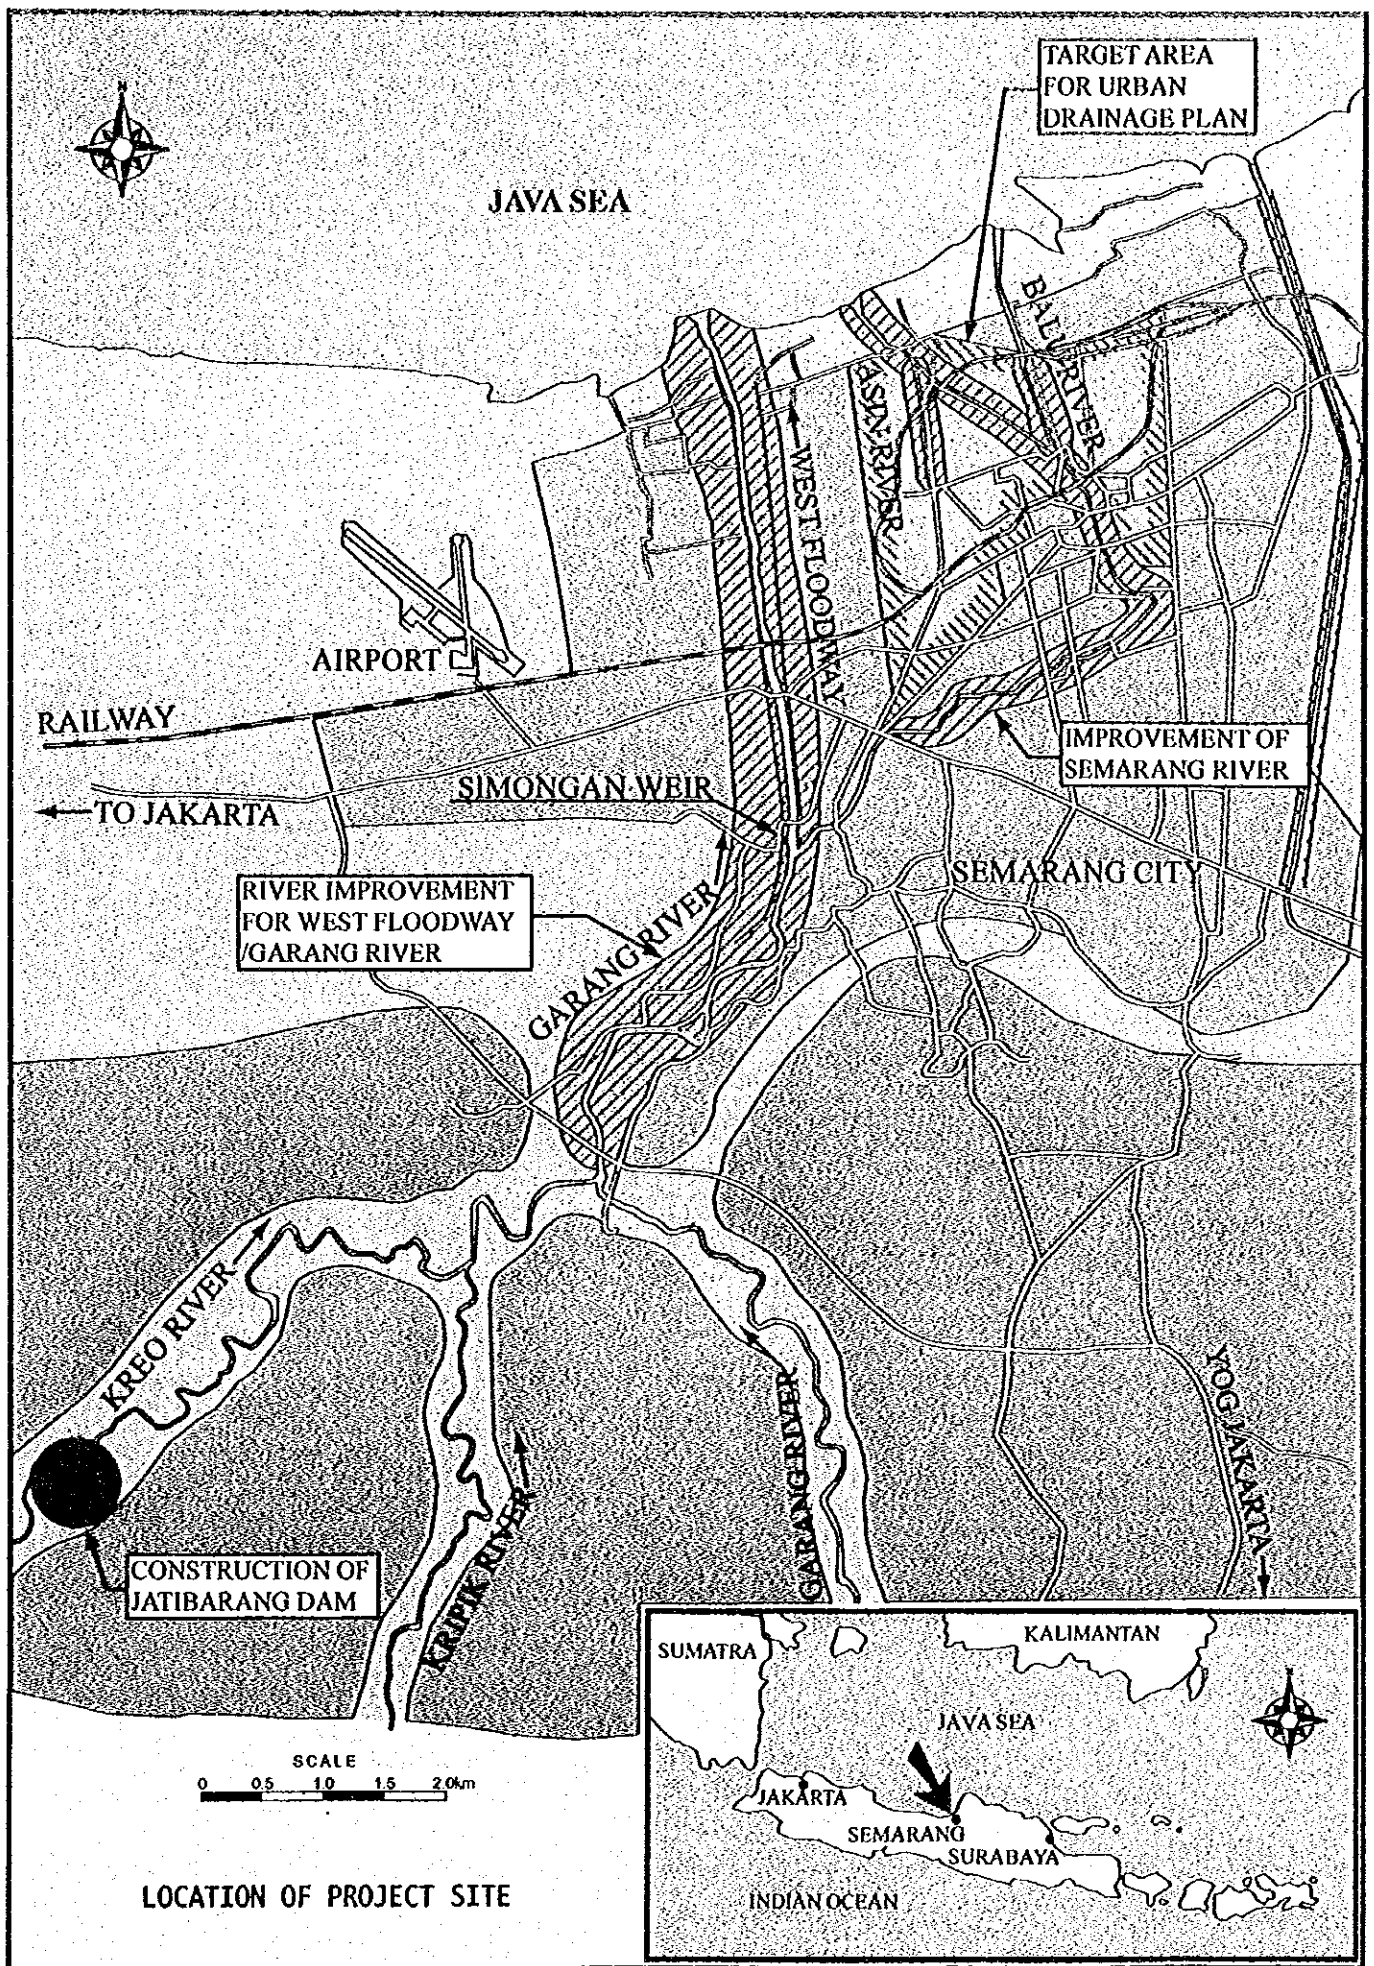 TARGET AREA
FOR URBAN
DRAINAGE PLAN
N
JAVA SEA
BALU RIVER
ASIN RIVER
WEST FLOODWAY
AIRPORT
RAILWAY
IMPROVEMENT OF
SEMARANG RIVER
SIMONGAN WEIR
TO JAKARTA
SEMARANG CITY
RIVER IMPROVEMENT
FOR WEST FLOODWAY
/GARANG RIVER
GARANG RIVER
KREO RIVER
YOGJAKARTA
GARANG RIVER
KRIPIK RIVER
CONSTRUCTION OF
JATIBARANG DAM
SUMATRA
KALIMANTAN
JAVA SEA
JAKARTA
SEMARANG
SURABAYA
INDIAN OCEAN
SCALE
0 0.5 1.0 1.5 2.0km
LOCATION OF PROJECT SITE